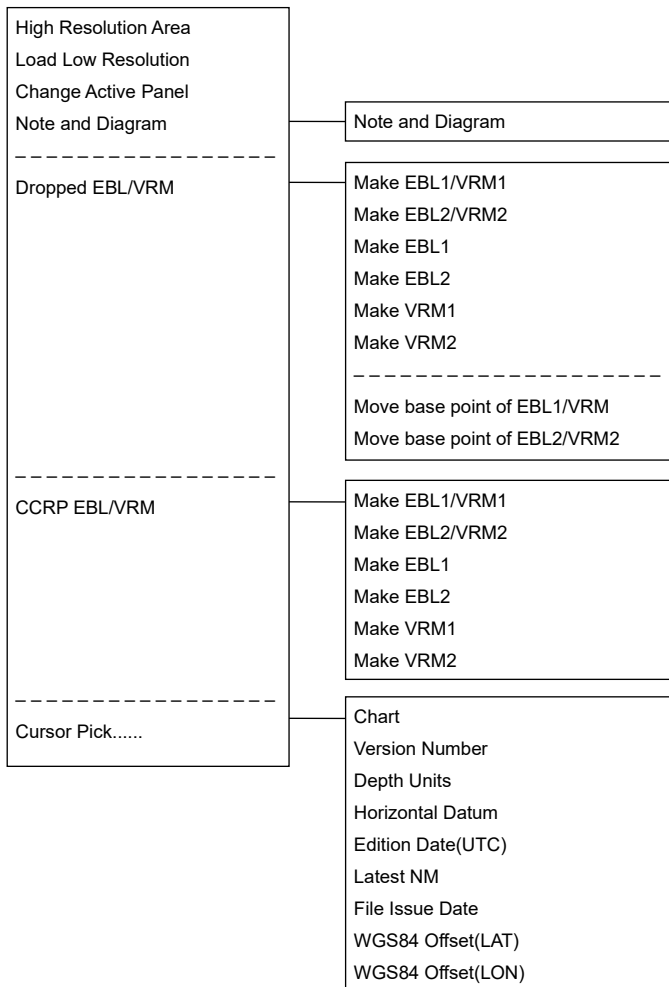 High Resolution Area
Load Low Resolution
Change Active Panel
Note and Diagram
Note and Diagram
Dropped EBL/VRM
Make EBL1/VRM1
Make EBL2/VRM2
Make EBL1
Make EBL2
Make VRM1
Make VRM2
Move base point of EBL1/VRM
Move base point of EBL2/VRM2
CCRP EBL/VRM
Make EBL1/VRM1
Make EBL2/VRM2
Make EBL1
Make EBL2
Make VRM1
Make VRM2
Cursor Pick......
Chart
Version Number
Depth Units
Horizontal Datum
Edition Date(UTC)
Latest NM
File Issue Date
WGS84 Offset(LAT)
WGS84 Offset(LON)